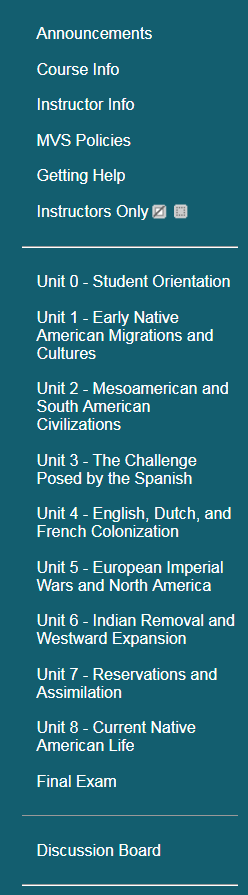 Announcements
Course Info
Instructor Info
MVS Policies
Getting Help
Instructors Only
Unit 0 - Student Orientation
Unit 1 - Early Native
American Migrations and
Cultures
Unit 2 - Mesoamerican and
South American
Civilizations
Unit 3 - The Challenge
Posed by the Spanish
Unit 4 - English, Dutch, and
French Colonization
Unit 5 - European Imperial
Wars and North America
Unit 6 - Indian Removal and
Westward Expansion
Unit 7 - Reservations and
Assimilation
Unit 8 - Current Native
American Life
Final Exam
Discussion Board